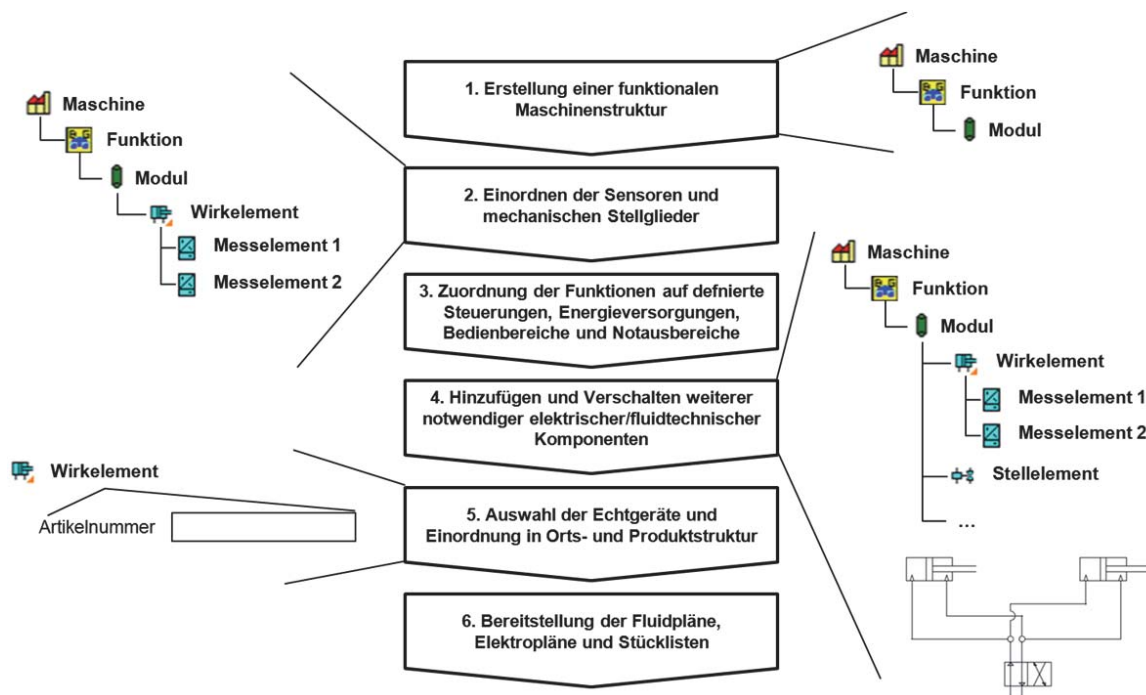 1. Erstellung einer funktionalen
Maschinenstruktur
Maschine
Funktion
Modul
Maschine
Funktion
Modul
Wirkelement
Messelement 1
Messelement 2
2. Einordnen der Sensoren und
mechanischen Stellglieder
3. Zuordnung der Funktionen auf defnierte
Steuerungen, Energieversorgungen,
Bedienbereiche und Notausbereiche
4. Hinzufügen und Verschalten weiterer
notwendiger elektrischer/fluidtechnischer
Komponenten
Maschine
Funktion
Modul
Wirkelement
Messelement 1
Messelement 2
Stellelement
...
Wirkelement
Artikelnummer
5. Auswahl der Echtgeräte und
Einordnung in Orts- und Produktstruktur
6. Bereitstellung der Fluidpläne,
Elektropläne und Stücklisten